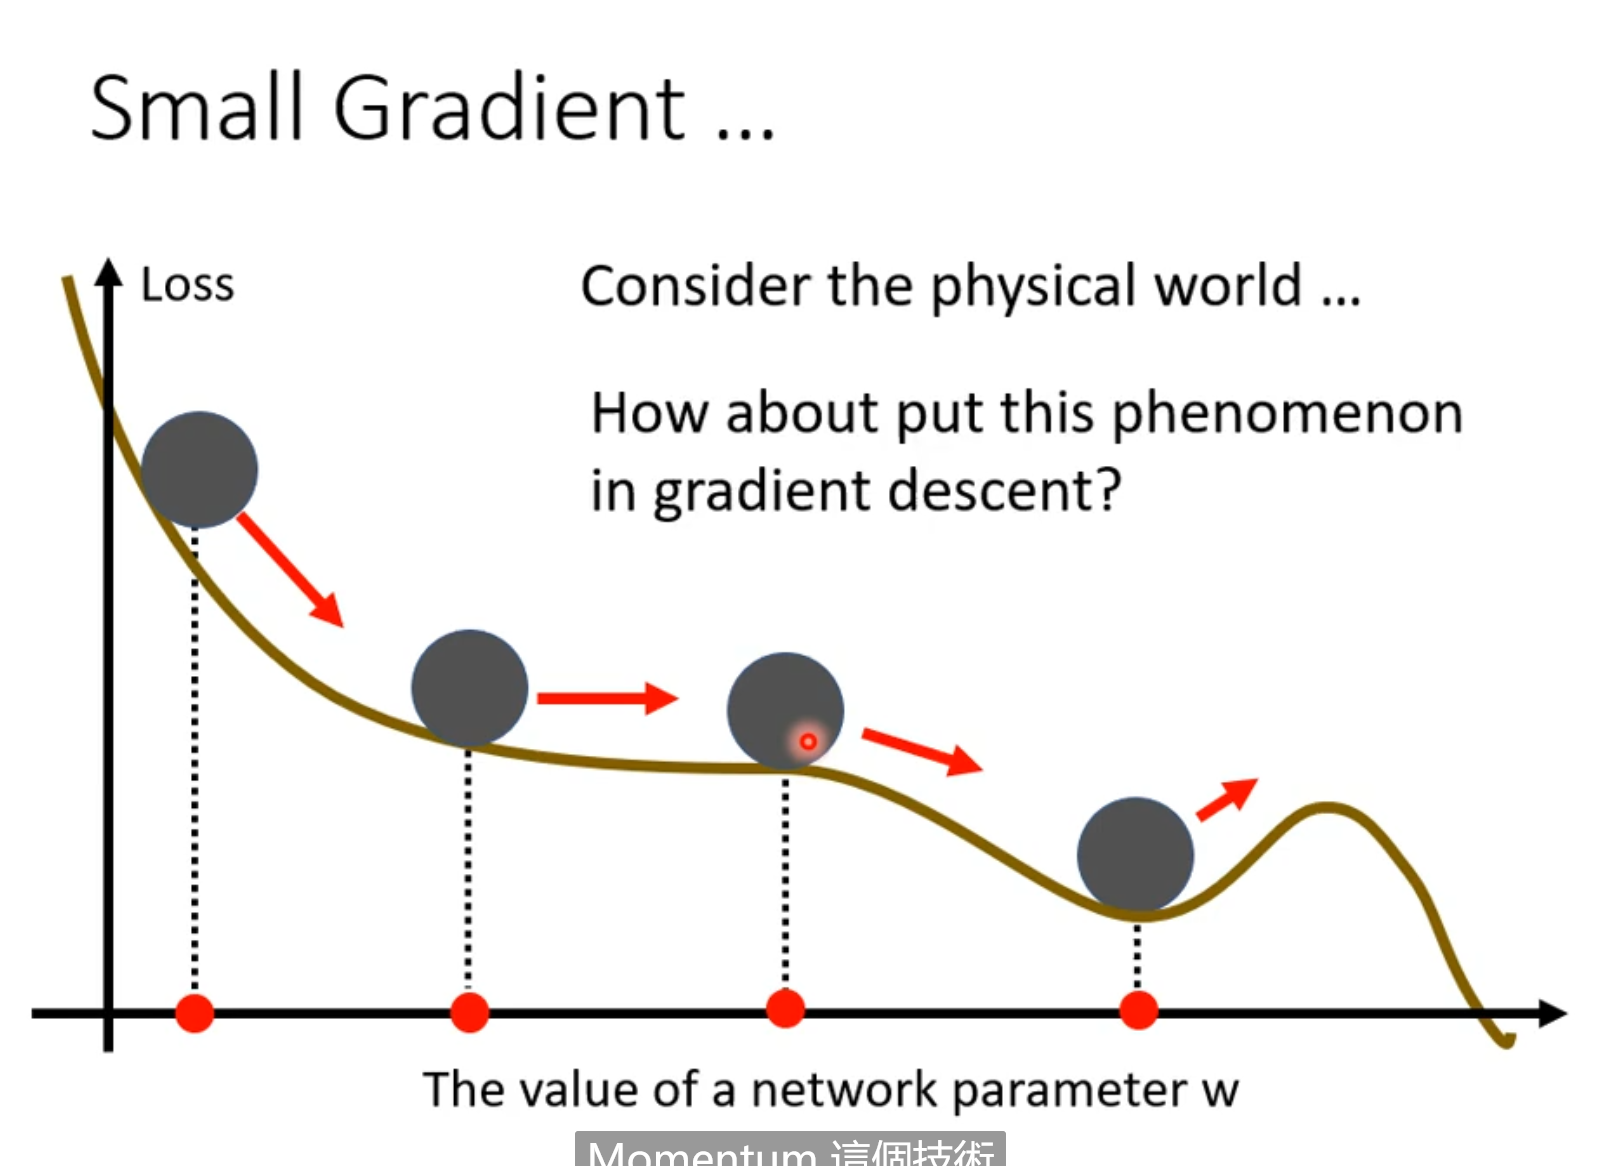 Small Gradient ...
Loss
Consider the physical world ...
How about put this phenomenon
in gradient descent?
The value of a network parameter w
Momentum 這個技術